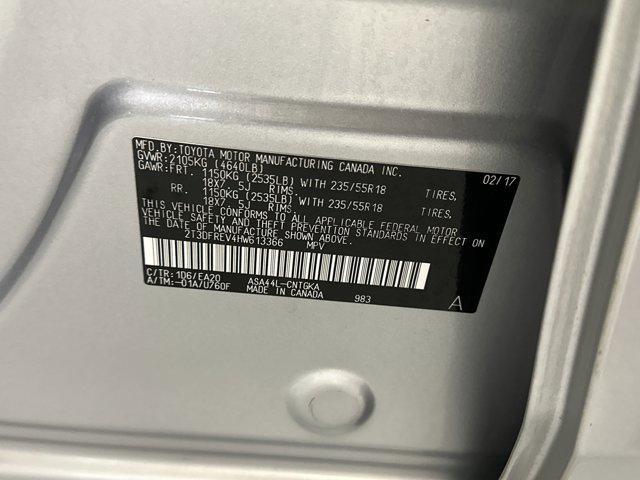 MFD.BY:TOYOTA MOTOR MANUFACTURING CANADA INC. 02/17
GVWR:2105KG (4640LB)
GAWR:FRT. 1150KG (2535LB) WITH 235/55R18 TIRES,
18X7.5J RIMS
RR. 1150KG (2535LB) WITH 235/55R18 TIRES,
18X7.5J RIMS
THIS VEHICLE CONFORMS TO ALL APPLICABLE FEDERAL MOTOR
VEHICLE SAFETY AND THEFT PREVENTION STANDARDS IN EFFECT
ON THE DATE OF MANUFACTURE SHOWN ABOVE.
2T3DFREV4HW613366 MPV
C/TR:1D6/EA20 ASA44L-CNTGKA
A/TM:-01A/U760F MADE IN CANADA 983 A